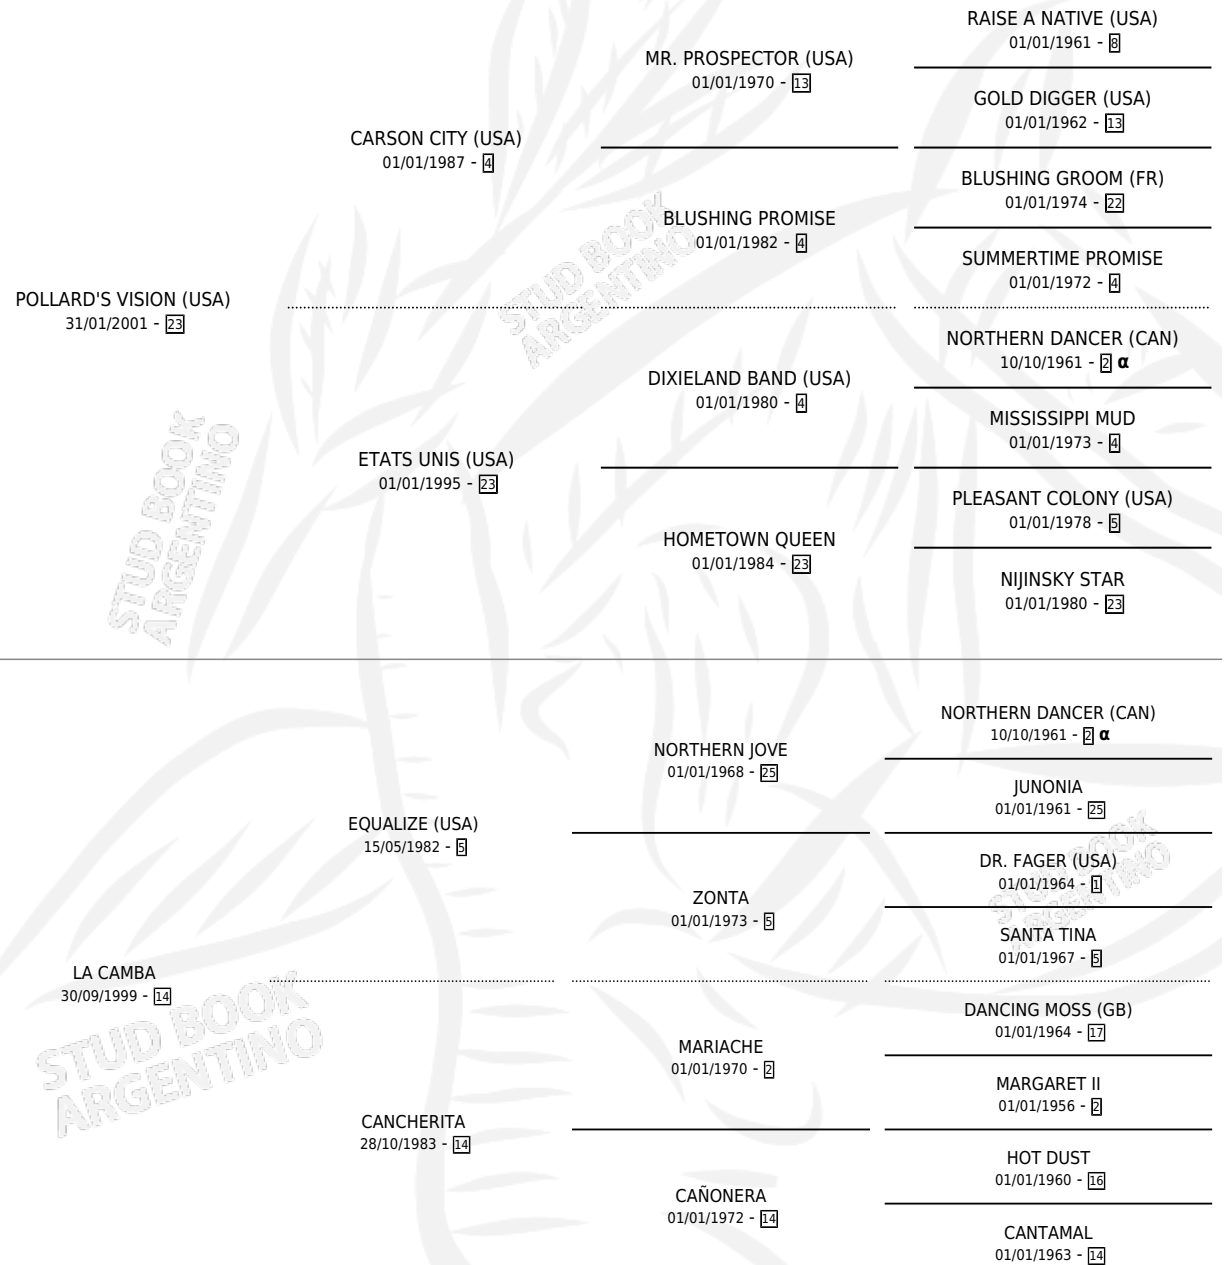 RAISE A NATIVE (USA)
01/01/1961 - 8
MR. PROSPECTOR (USA)
01/01/1970 - 13
GOLD DIGGER (USA)
01/01/1962 - 13
CARSON CITY (USA)
01/01/1987 - 4
BLUSHING GROOM (FR)
01/01/1974 - 22
BLUSHING PROMISE
01/01/1982 - 4
SUMMERTIME PROMISE
01/01/1972 - 4
POLLARD'S VISION (USA)
31/01/2001 - 23
NORTHERN DANCER (CAN)
10/10/1961 - 2 α
DIXIELAND BAND (USA)
01/01/1980 - 4
MISSISSIPPI MUD
01/01/1973 - 4
ETATS UNIS (USA)
01/01/1995 - 23
PLEASANT COLONY (USA)
01/01/1978 - 5
HOMETOWN QUEEN
01/01/1984 - 23
NIJINSKY STAR
01/01/1980 - 23
NORTHERN DANCER (CAN)
10/10/1961 - 2 α
NORTHERN JOVE
01/01/1968 - 25
JUNONIA
01/01/1961 - 25
EQUALIZE (USA)
15/05/1982 - 5
DR. FAGER (USA)
01/01/1964 - 1
ZONTA
01/01/1973 - 5
SANTA TINA
01/01/1967 - 5
LA CAMBA
30/09/1999 - 14
DANCING MOSS (GB)
01/01/1964 - 17
MARIACHE
01/01/1970 - 2
MARGARET II
01/01/1956 - 2
CANCHERITA
28/10/1983 - 14
HOT DUST
01/01/1960 - 16
CAÑONERA
01/01/1972 - 14
CANTAMAL
01/01/1963 - 14
STUD BOOK
ARGENTINO
STUD BOOK
ARGENTINO
STUD BOOK
ARGENTINO
STUD BOOK
ARGENTINO